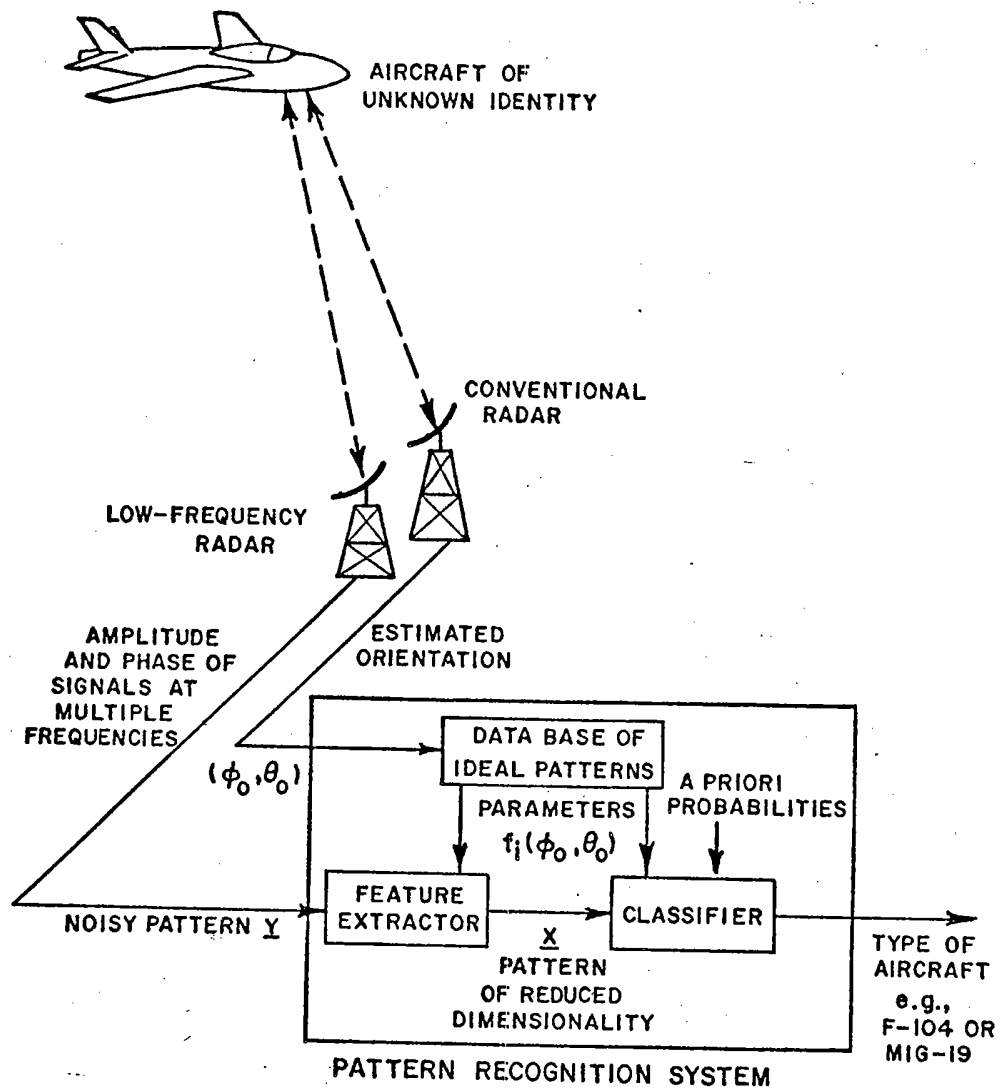 AIRCRAFT OF
UNKNOWN IDENTITY
CONVENTIONAL
RADAR
LOW-FREQUENCY
RADAR
AMPLITUDE
AND PHASE OF
SIGNALS AT
MULTIPLE
FREQUENCIES
ESTIMATED
ORIENTATION
(ϕ₀,θ₀)
DATA BASE OF
IDEAL PATTERNS
A PRIORI
PROBABILITIES
PARAMETERS
fᵢ(ϕ₀,θ₀)
FEATURE
EXTRACTOR
CLASSIFIER
NOISY PATTERN Y
X
PATTERN
OF REDUCED
DIMENSIONALITY
TYPE OF
AIRCRAFT
e.g.,
F-104 OR
MIG-19
PATTERN RECOGNITION SYSTEM